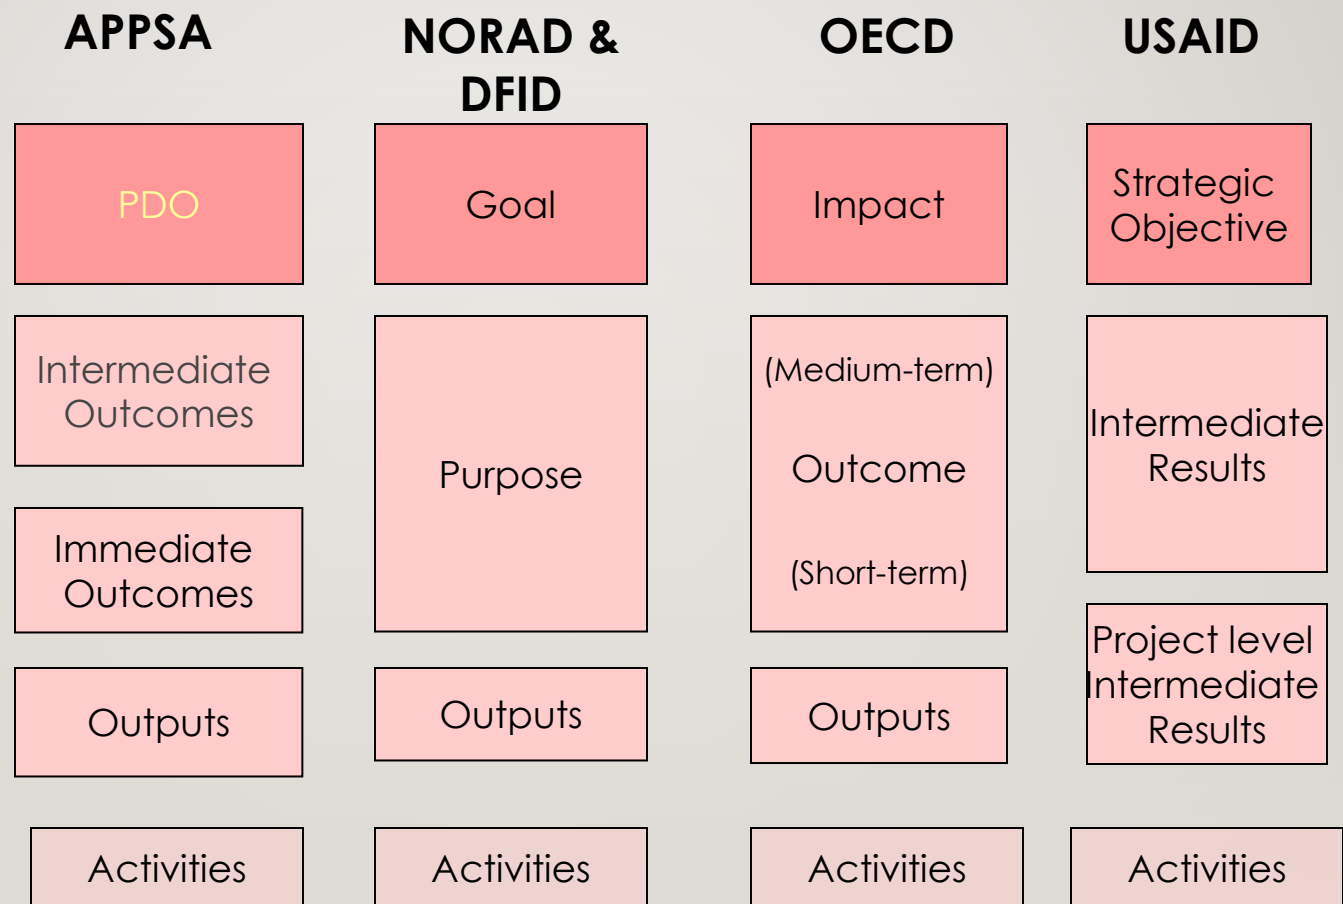 APPSA
NORAD &
DFID
OECD
USAID
PDO
Goal
Impact
Strategic
Objective
Intermediate
Outcomes
Immediate
Outcomes
Purpose
(Medium-term)
Outcome
(Short-term)
Intermediate
Results
Outputs
Outputs
Outputs
Project level
Intermediate
Results
Activities
Activities
Activities
Activities